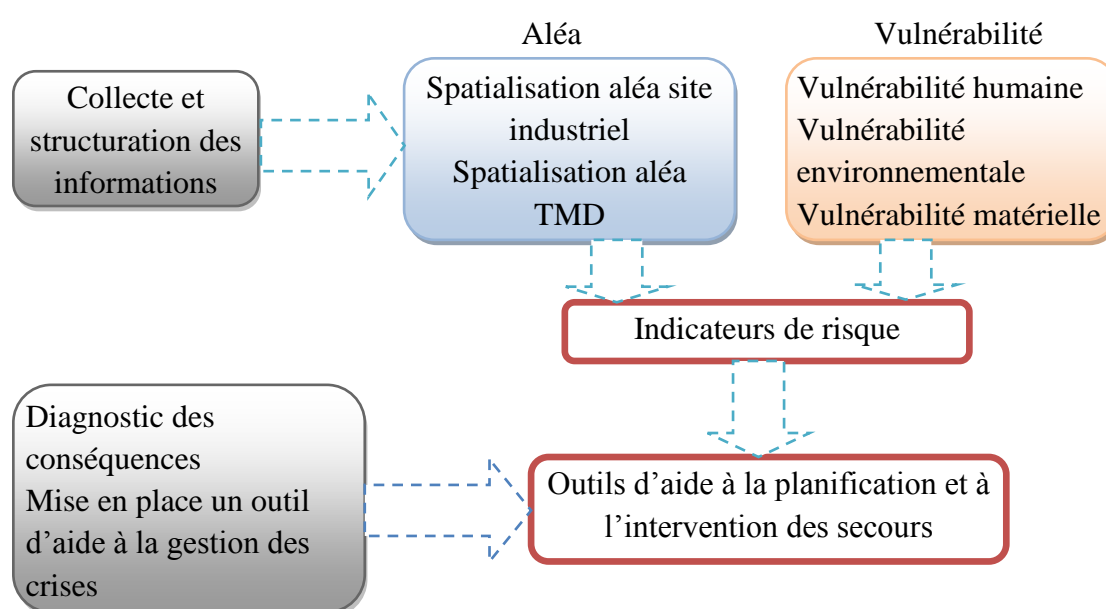 Aléa
Vulnérabilité
Collecte et
structuration des
informations
Spatialisation aléa site
industriel
Spatialisation aléa
TMD
Vulnérabilité humaine
Vulnérabilité
environnementale
Vulnérabilité matérielle
Indicateurs de risque
Diagnostic des
conséquences
Mise en place un outil
d’aide à la gestion des
crises
Outils d’aide à la planification et à
l’intervention des secours